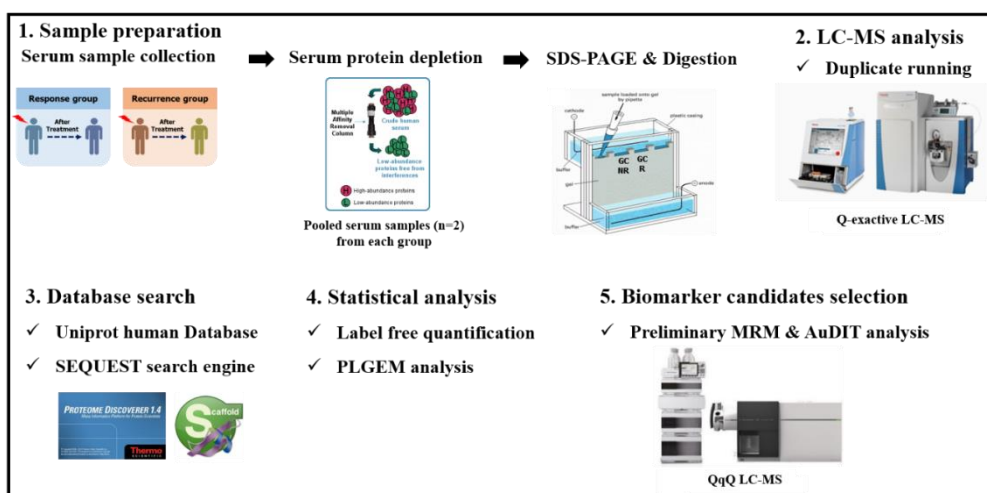 1. Sample preparation
Serum sample collection
Serum protein depletion
SDS-PAGE & Digestion
2. LC-MS analysis
✓ Duplicate running
Response group
After
Treatment
Recurrence group
After
Treatment
Multiple
Affinity
Removal
Column
Crude human
serum
Low-abundance
proteins free from
interferences
H High-abundance proteins
L Low-abundance proteins
Pooled serum samples (n=2)
from each group
sample loaded onto gel
by pipette
cathode
plastic casing
buffer
GC
NR
GC
R
gel
anode
buffer
Q-exactive LC-MS
3. Database search
✓ Uniprot human Database
✓ SEQUEST search engine
PROTEOME DISCOVERER 1.4
Thermo
SCIENTIFIC
Scaffold
4. Statistical analysis
✓ Label free quantification
✓ PLGEM analysis
5. Biomarker candidates selection
✓ Preliminary MRM & AuDIT analysis
QqQ LC-MS